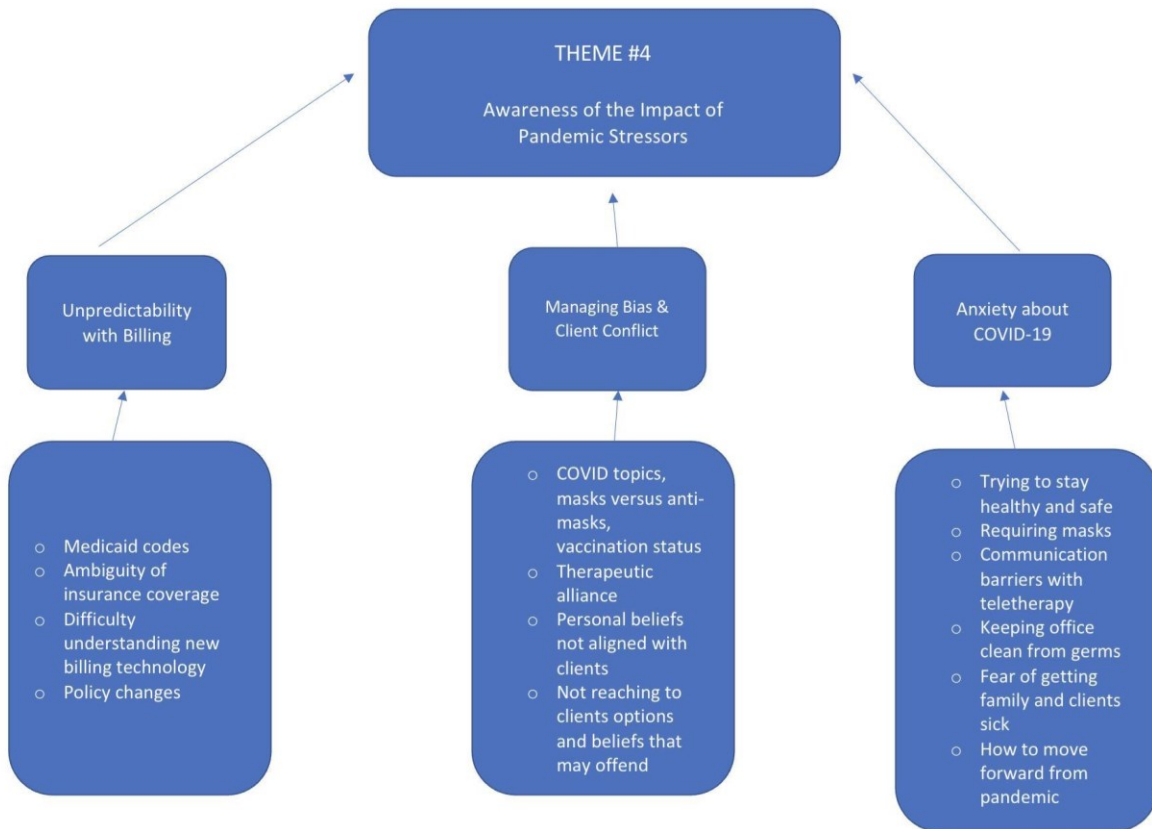 THEME #4
Awareness of the Impact of
Pandemic Stressors
Unpredictability
with Billing
Managing Bias &
Client Conflict
Anxiety about
COVID-19
o Medicaid codes
o Ambiguity of
insurance coverage
o Difficulty
understanding new
billing technology
o Policy changes
o COVID topics,
masks versus anti-
masks,
vaccination status
o Therapeutic
alliance
o Personal beliefs
not aligned with
clients
o Not reaching to
clients options
and beliefs that
may offend
o Trying to stay
healthy and safe
o Requiring masks
o Communication
barriers with
teletherapy
o Keeping office
clean from germs
o Fear of getting
family and clients
sick
o How to move
forward from
pandemic